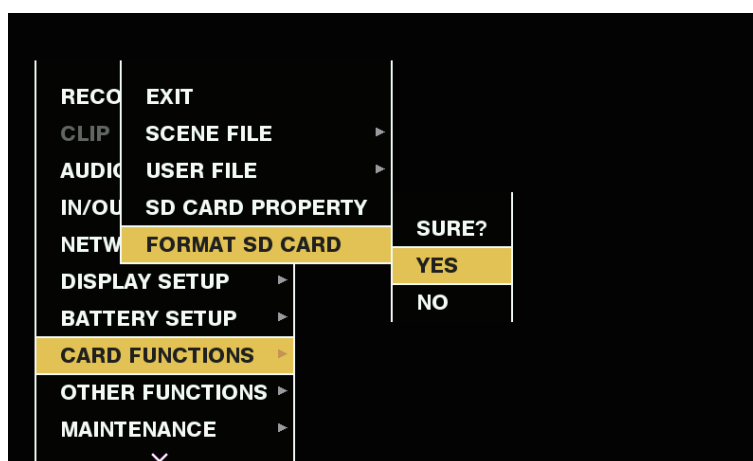 RECO
CLIP
AUDIO
IN/OU
NETW
DISPLAY SETUP
BATTERY SETUP
CARD FUNCTIONS
OTHER FUNCTIONS
MAINTENANCE
EXIT
SCENE FILE
USER FILE
SD CARD PROPERTY
FORMAT SD CARD
SURE?
YES
NO